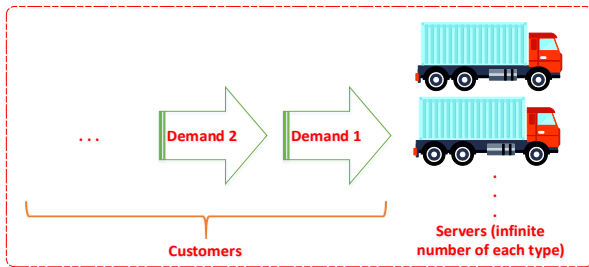 . . .
Demand 2
Demand 1
.
.
.
Customers
Servers (infinite
number of each type)